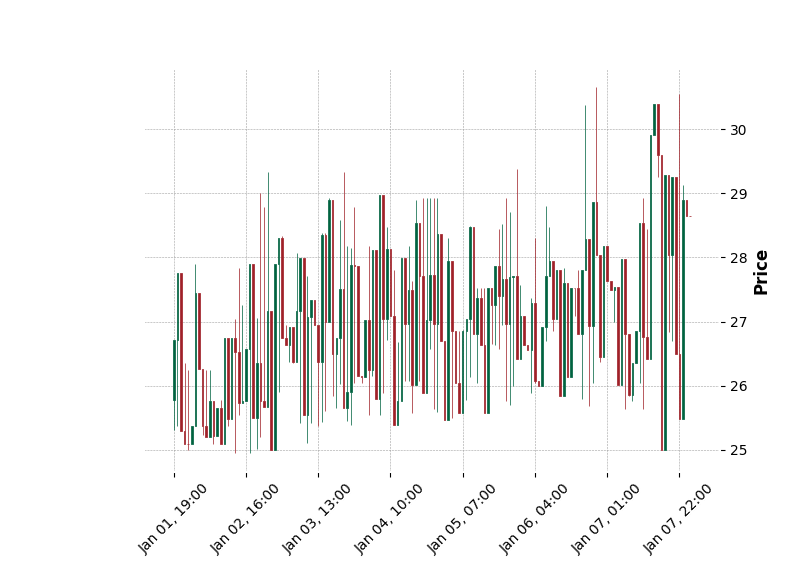 30
29
28
27
26
25
Price
Jan 01, 19:00
Jan 02, 16:00
Jan 03, 13:00
Jan 04, 10:00
Jan 05, 07:00
Jan 06, 04:00
Jan 07, 01:00
Jan 07, 22:00